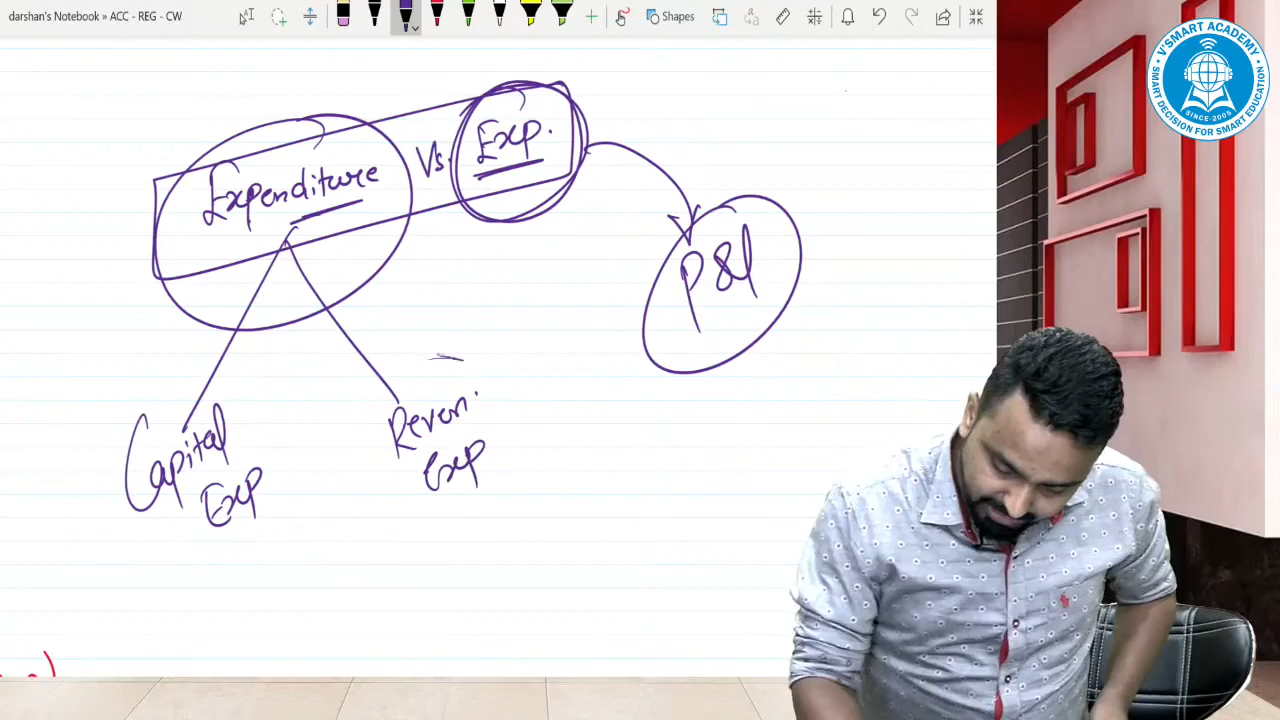 darshan's Notebook » ACC - REG - CW
Shapes
V'SMART ACADEMY
SINCE-2005
SMART DECISION FOR SMART EDUCATION
Expenditure Vs. Exp.
P&L
Capital
Exp
Reven.
Exp